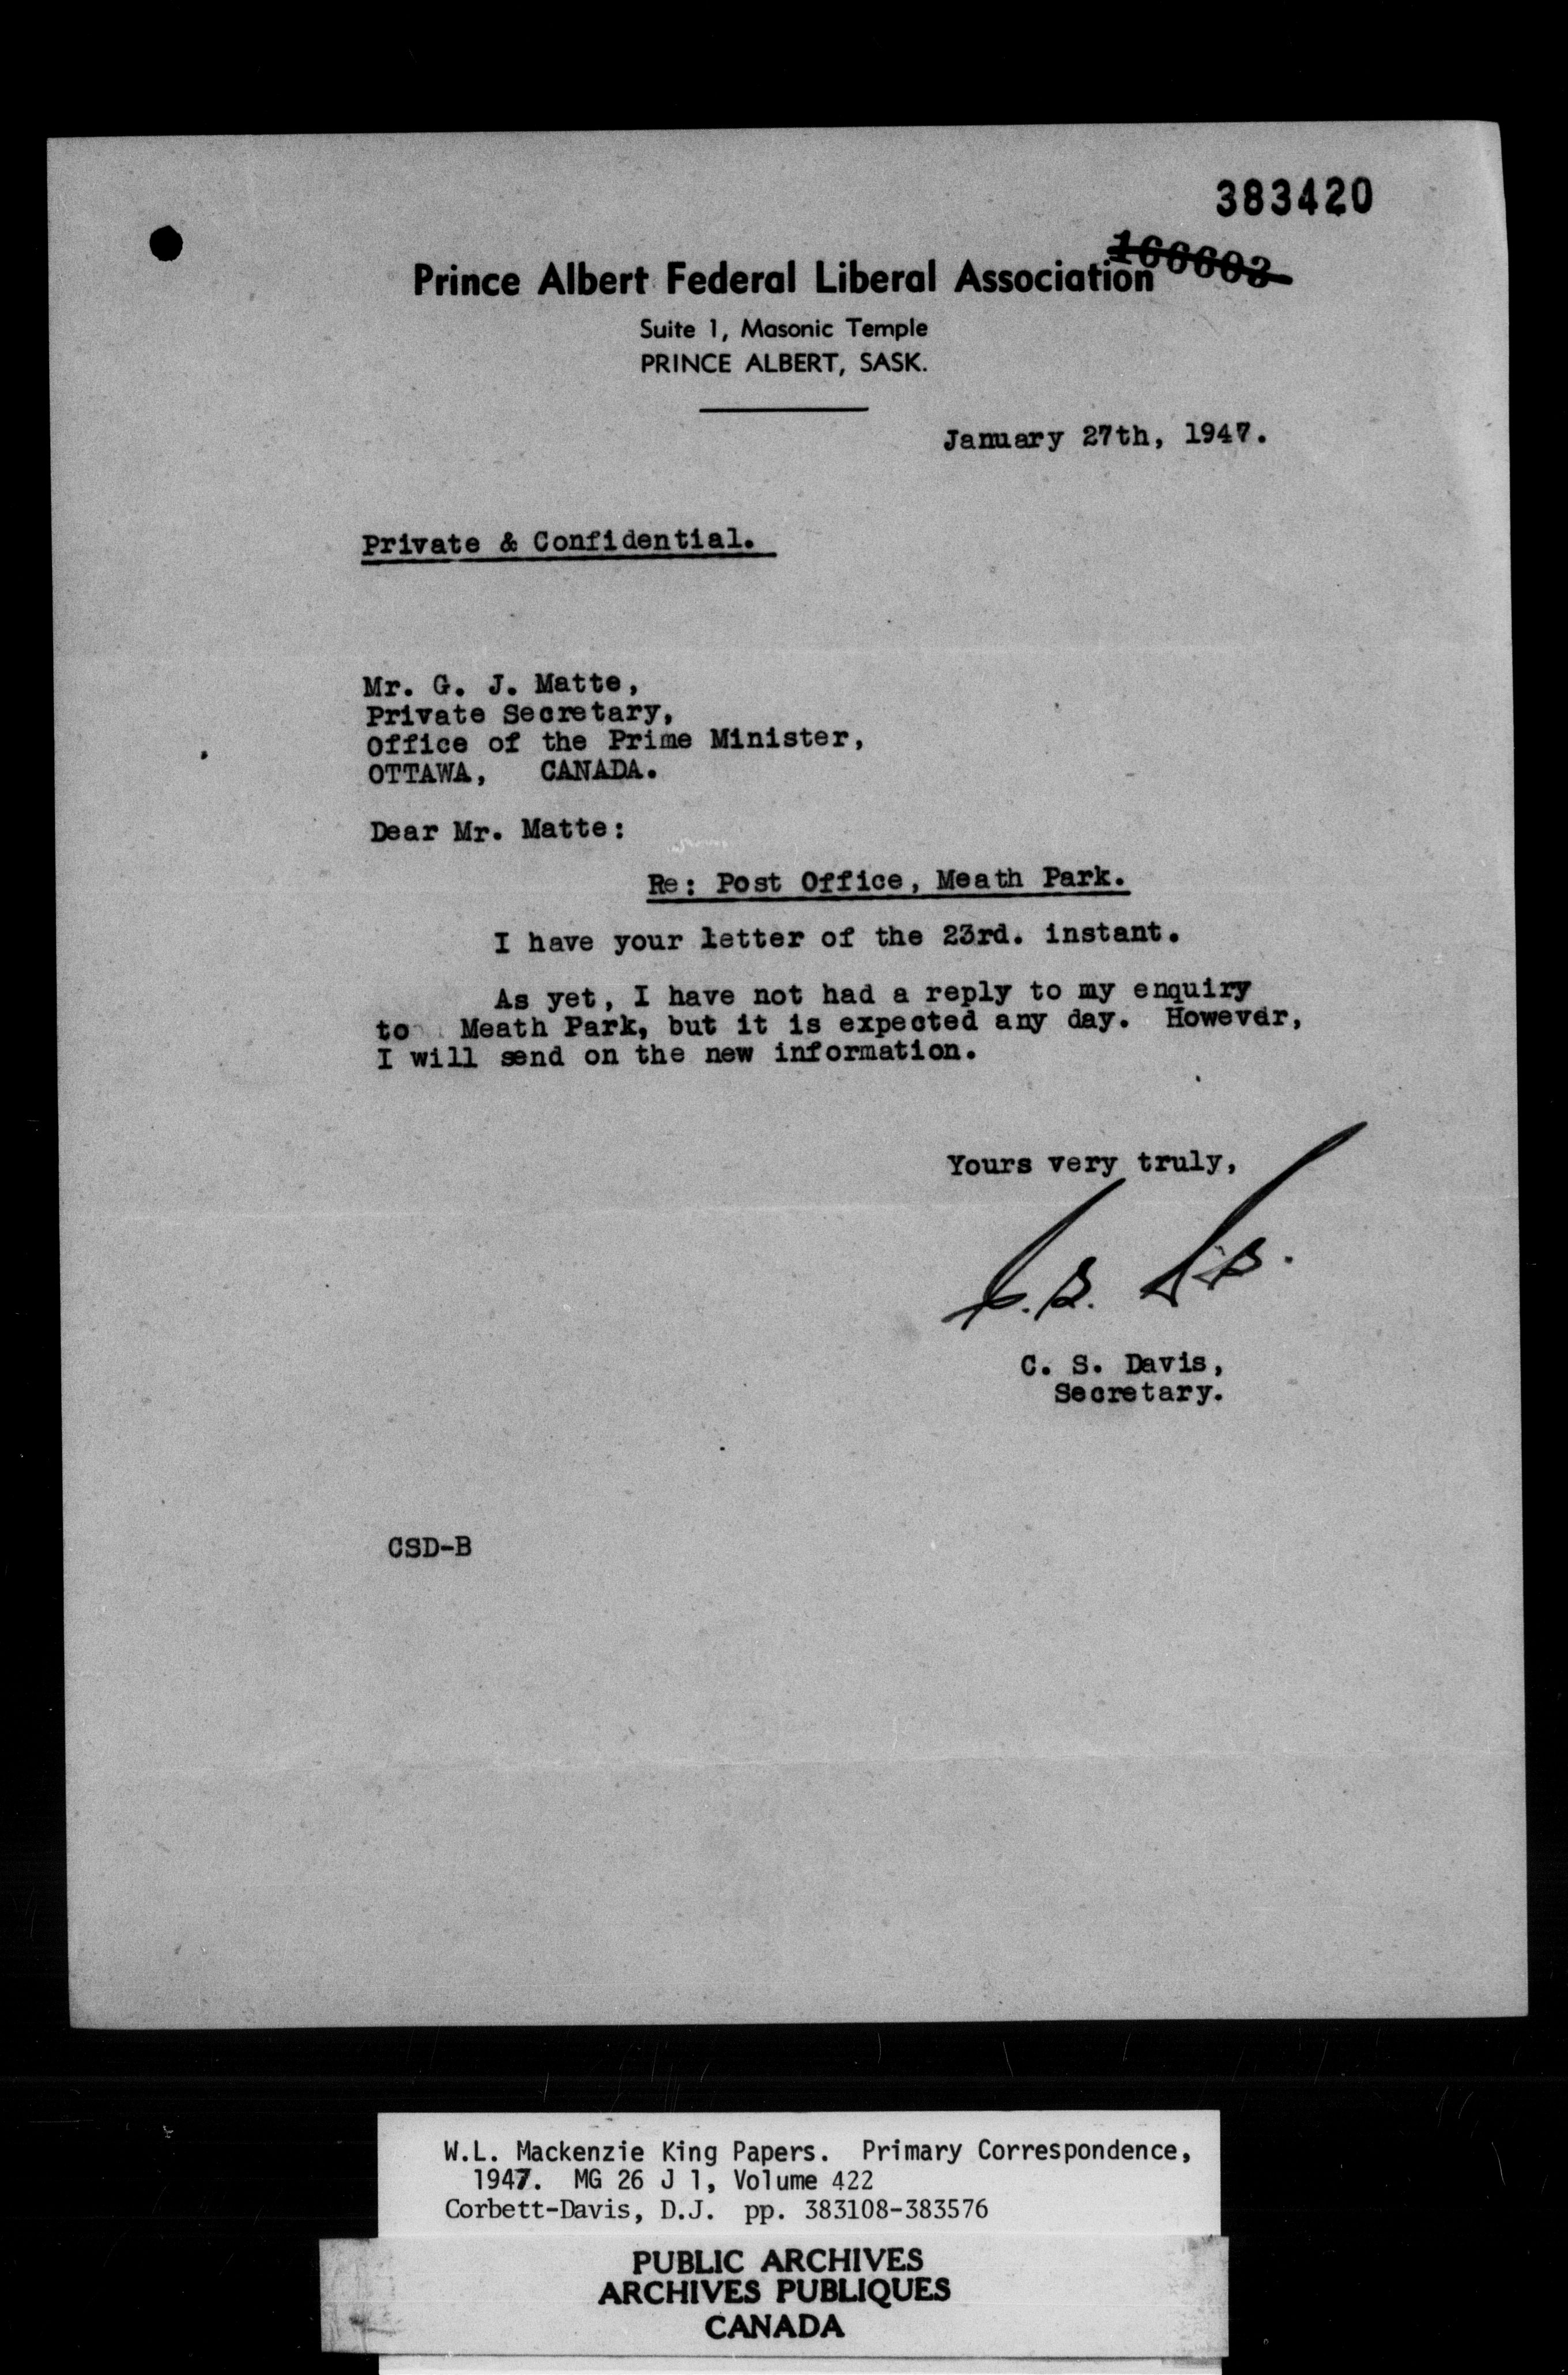 383420
Prince Albert Federal Liberal Association
Suite 1, Masonic Temple
PRINCE ALBERT, SASK.
January 27th, 1947.
Private & Confidential.
Mr. G. J. Matte,
Private Secretary,
Office of the Prime Minister,
OTTAWA, CANADA.
Dear Mr. Matte:
Re: Post Office, Meath Park.
I have your letter of the 23rd. instant.
As yet, I have not had a reply to my enquiry
to Meath Park, but it is expected any day. However,
I will send on the new information.
Yours very truly,
C. S. Davis,
Secretary.
CSD-B
W.L. Mackenzie King Papers. Primary Correspondence,
1947. MG 26 J 1, Volume 422
Corbett-Davis, D.J. pp. 383108-383576
PUBLIC ARCHIVES
ARCHIVES PUBLIQUES
CANADA